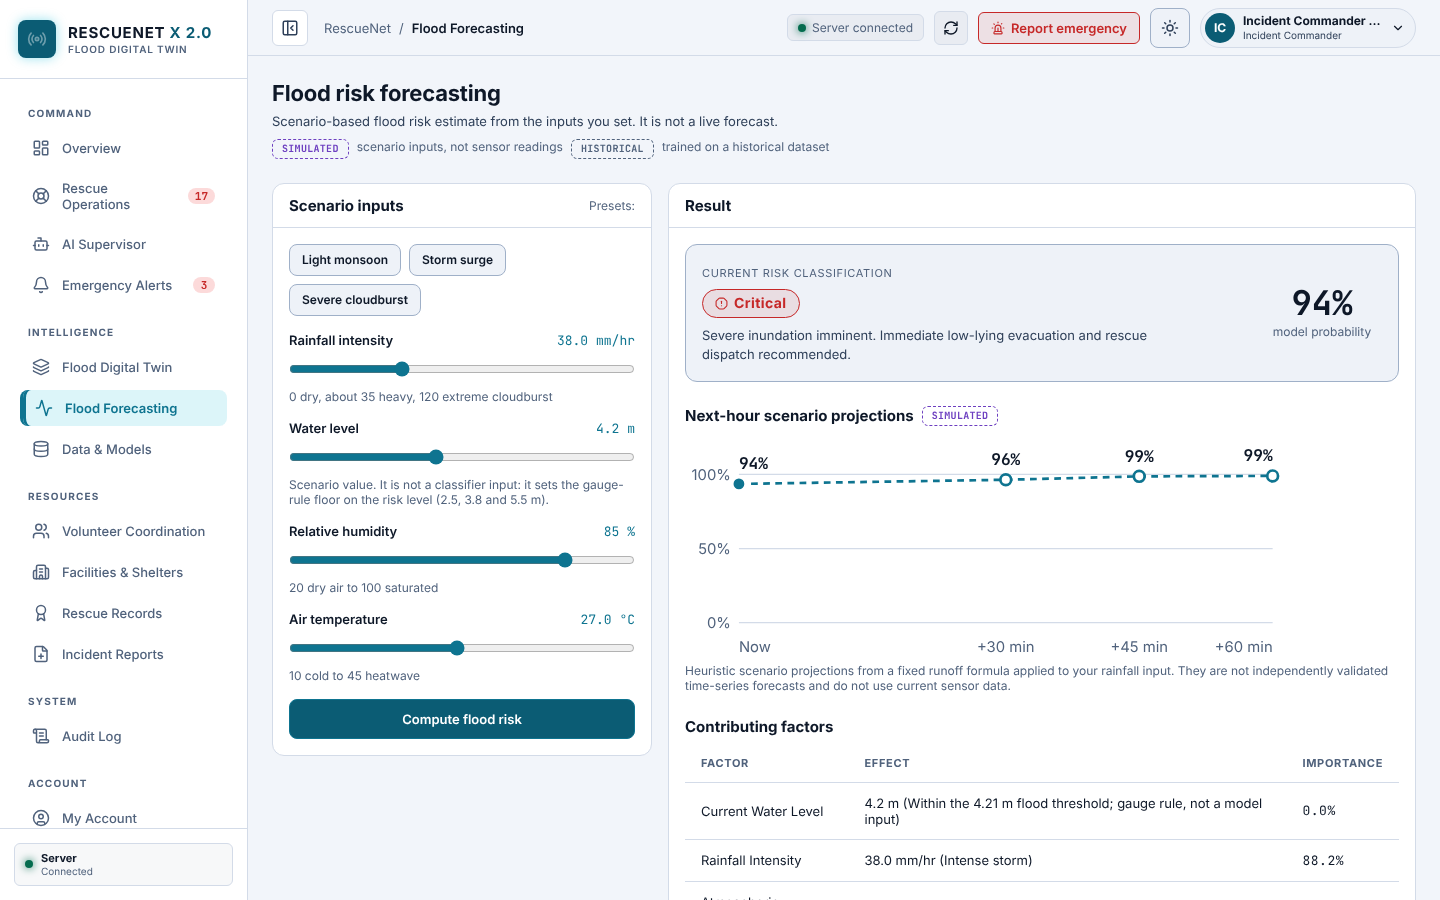 RESCUENET X 2.0
FLOOD DIGITAL TWIN
COMMAND
Overview
Rescue
Operations
17
AI Supervisor
Emergency Alerts
3
INTELLIGENCE
Flood Digital Twin
Flood Forecasting
Data & Models
RESOURCES
Volunteer Coordination
Facilities & Shelters
Rescue Records
Incident Reports
SYSTEM
Audit Log
ACCOUNT
My Account
Server
Connected
RescueNet / Flood Forecasting
Server connected
Report emergency
IC
Incident Commander ...
Incident Commander
Flood risk forecasting
Scenario-based flood risk estimate from the inputs you set. It is not a live forecast.
SIMULATED scenario inputs, not sensor readings HISTORICAL trained on a historical dataset
Scenario inputs
Presets:
Light monsoon
Storm surge
Severe cloudburst
Rainfall intensity 38.0 mm/hr
0 dry, about 35 heavy, 120 extreme cloudburst
Water level 4.2 m
Scenario value. It is not a classifier input: it sets the gauge-
rule floor on the risk level (2.5, 3.8 and 5.5 m).
Relative humidity 85 %
20 dry air to 100 saturated
Air temperature 27.0 °C
10 cold to 45 heatwave
Compute flood risk
Result
CURRENT RISK CLASSIFICATION
Critical
Severe inundation imminent. Immediate low-lying evacuation and rescue
dispatch recommended.
94%
model probability
Next-hour scenario projections SIMULATED
94% 96% 99% 99%
100%
50%
0%
Now +30 min +45 min +60 min
Heuristic scenario projections from a fixed runoff formula applied to your rainfall input. They are not independently validated
time-series forecasts and do not use current sensor data.
Contributing factors
FACTOR EFFECT IMPORTANCE
Current Water Level 4.2 m (Within the 4.21 m flood threshold; gauge rule, not a model
input) 0.0%
Rainfall Intensity 38.0 mm/hr (Intense storm) 88.2%